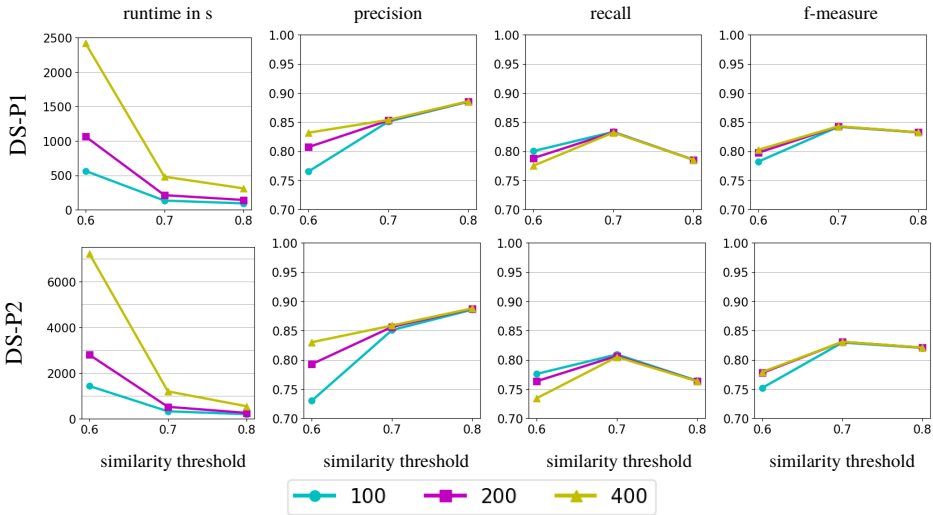 runtime in s precision recall f-measure
DS-P1
2500 2000 1500 1000 500 0
0.6 0.7 0.8
1.00 0.95 0.90 0.85 0.80 0.75 0.70
0.6 0.7 0.8
1.00 0.95 0.90 0.85 0.80 0.75 0.70
0.6 0.7 0.8
1.00 0.95 0.90 0.85 0.80 0.75 0.70
0.6 0.7 0.8
DS-P2
6000 4000 2000 0
0.6 0.7 0.8
1.00 0.95 0.90 0.85 0.80 0.75 0.70
0.6 0.7 0.8
1.00 0.95 0.90 0.85 0.80 0.75 0.70
0.6 0.7 0.8
1.00 0.95 0.90 0.85 0.80 0.75 0.70
0.6 0.7 0.8
similarity threshold similarity threshold similarity threshold similarity threshold
100 200 400